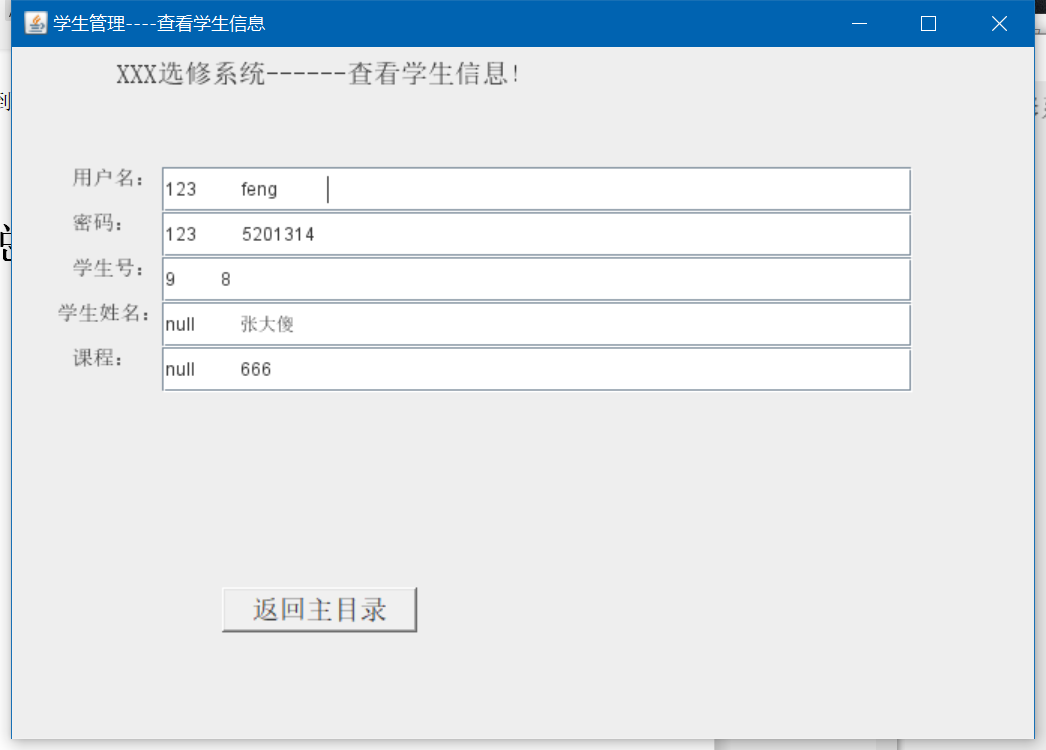 学生管理----查看学生信息
XXX选修系统------查看学生信息!
用户名: 123 feng
密码: 123 5201314
学生号: 9 8
学生姓名: null 张大傻
课程: null 666
返回主目录